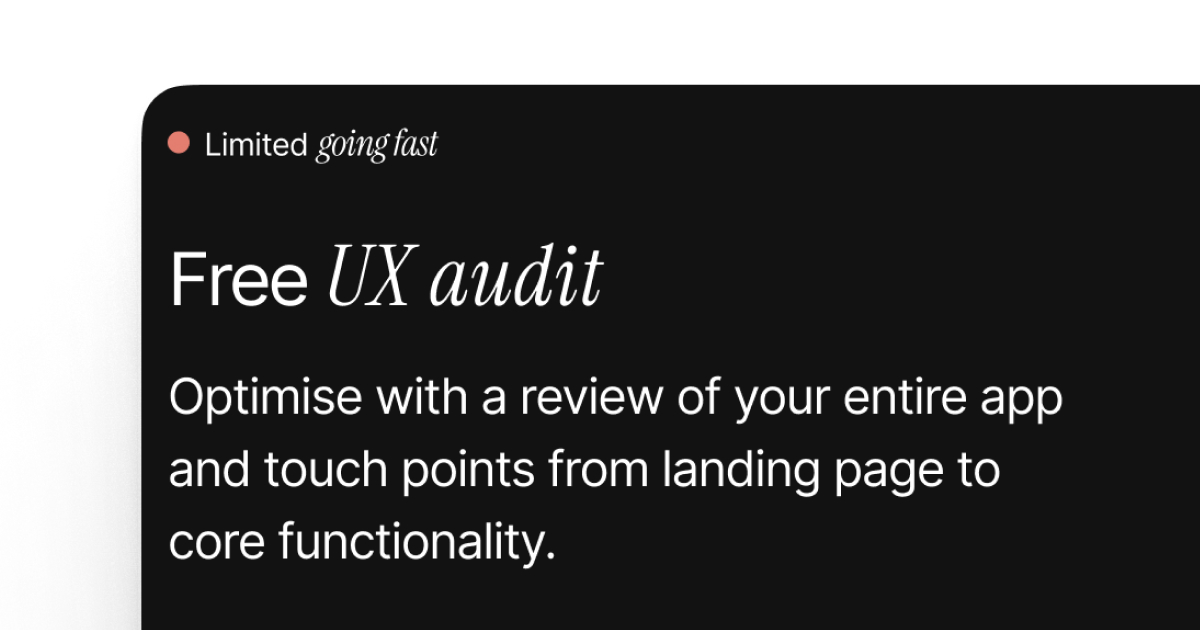 Limited going fast
Free UX audit
Optimise with a review of your entire app
and touch points from landing page to
core functionality.